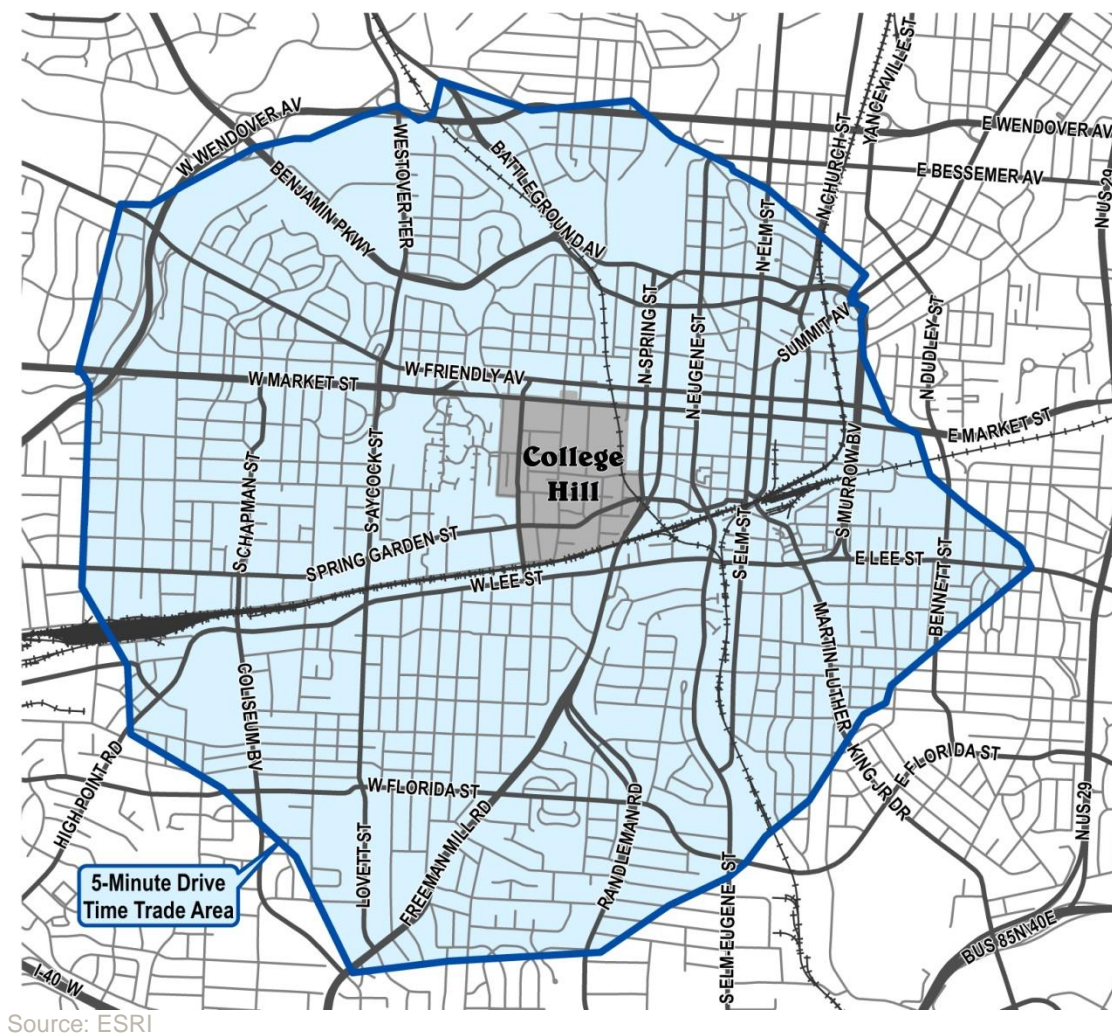 YANCEYVILLE ST
W WENDOVER AV
WESTOVER TER
BATTLEGROUND AV
N CHURCH ST
E WENDOVER AV
E BESSEMER AV
N US 29
BENJAMIN PKWY
N ELM ST
N SPRING ST
N EUGENE ST
SUMMIT AV
N DUDLEY ST
W FRIENDLY AV
W MARKET ST
E MARKET ST
College
Hill
S CHAPMAN ST
S AYCOCK ST
S MURROW BV
SPRING GARDEN ST
W LEE ST
S ELM ST
E LEE ST
BENNETT ST
MARTIN LUTHER KING JR DR
COLISEUM BV
HIGH POINT RD
W FLORIDA ST
E FLORIDA ST
N US 29
LOVETT ST
FREEMAN MILL RD
RANDLEMAN RD
S ELM-EUGENE ST
5-Minute Drive
Time Trade Area
BUS 85N\40E
I-40 W
Source: ESRI